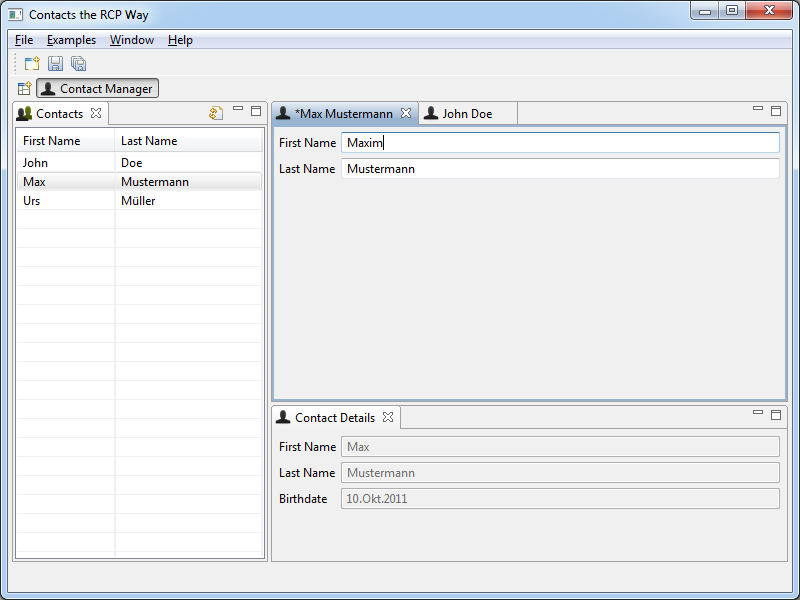 Contacts the RCP Way
File Examples Window Help
Contact Manager
Contacts
First Name Last Name
John Doe
Max Mustermann
Urs Müller
*Max Mustermann John Doe
First Name Maxim
Last Name Mustermann
Contact Details
First Name Max
Last Name Mustermann
Birthdate 10.Okt.2011